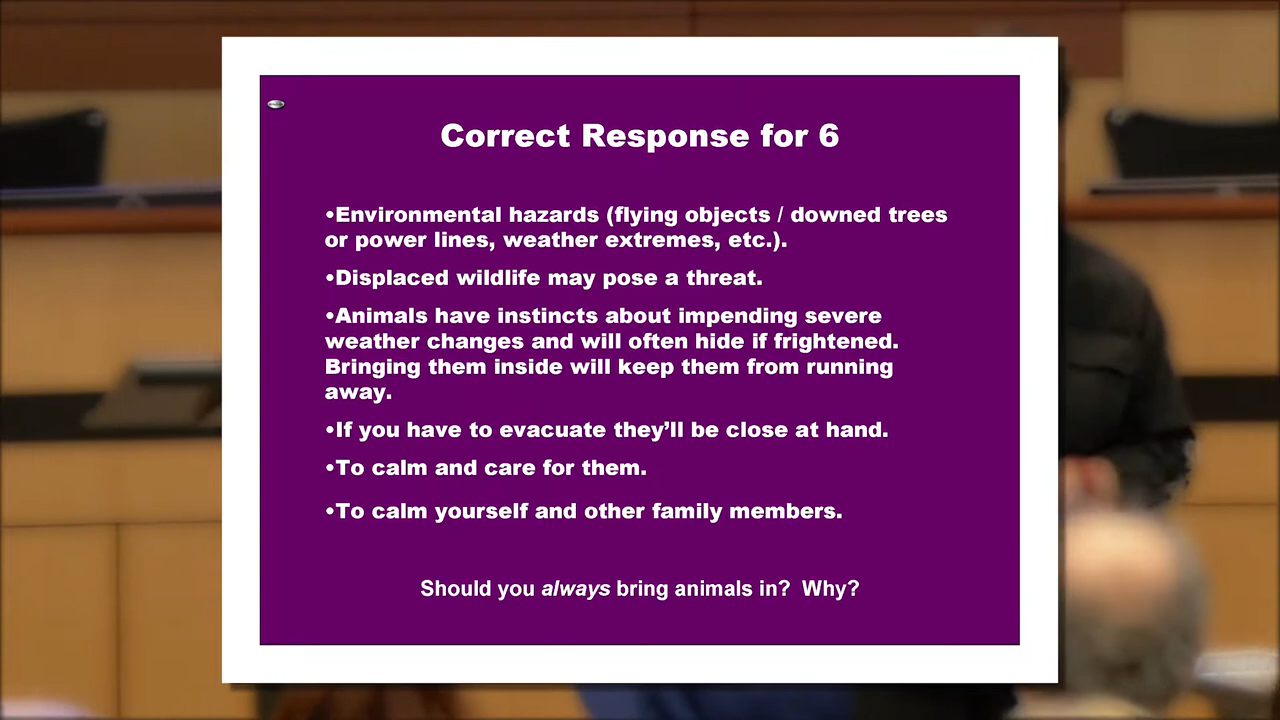 Correct Response for 6
•Environmental hazards (flying objects / downed trees
or power lines, weather extremes, etc.).
•Displaced wildlife may pose a threat.
•Animals have instincts about impending severe
weather changes and will often hide if frightened.
Bringing them inside will keep them from running
away.
•If you have to evacuate they’ll be close at hand.
•To calm and care for them.
•To calm yourself and other family members.
Should you always bring animals in?  Why?